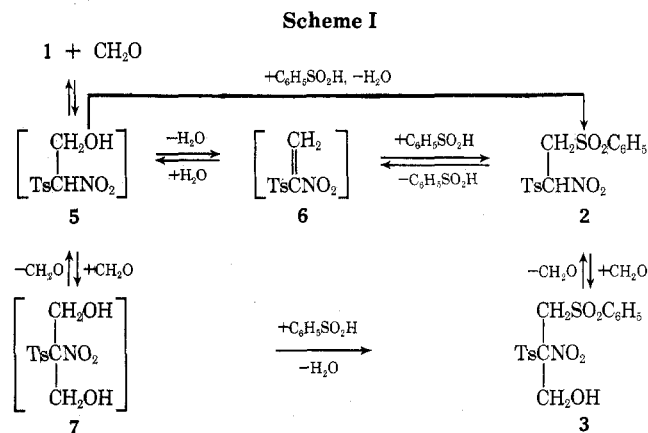 Scheme I
1 + CH₂O
+C₆H₅SO₂H, −H₂O
CH₂OH
TsCHNO₂
5
−H₂O
+H₂O
CH₂
TsCNO₂
6
+C₆H₅SO₂H
−C₆H₅SO₂H
CH₂SO₂C₆H₅
TsCHNO₂
2
−CH₂O
+CH₂O
−CH₂O
+CH₂O
CH₂OH
TsCNO₂
CH₂OH
7
+C₆H₅SO₂H
−H₂O
CH₂SO₂C₆H₅
TsCNO₂
CH₂OH
3